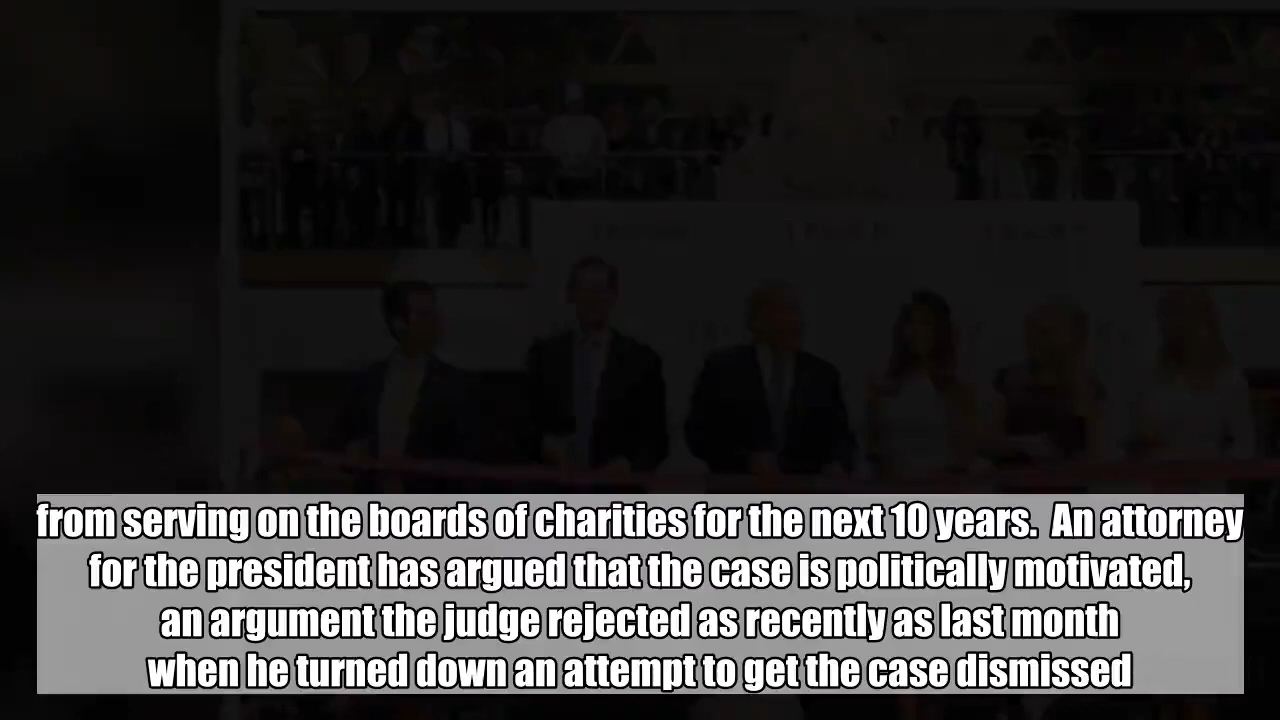 from serving on the boards of charities for the next 10 years.  An attorney
for the president has argued that the case is politically motivated,
an argument the judge rejected as recently as last month
when he turned down an attempt to get the case dismissed